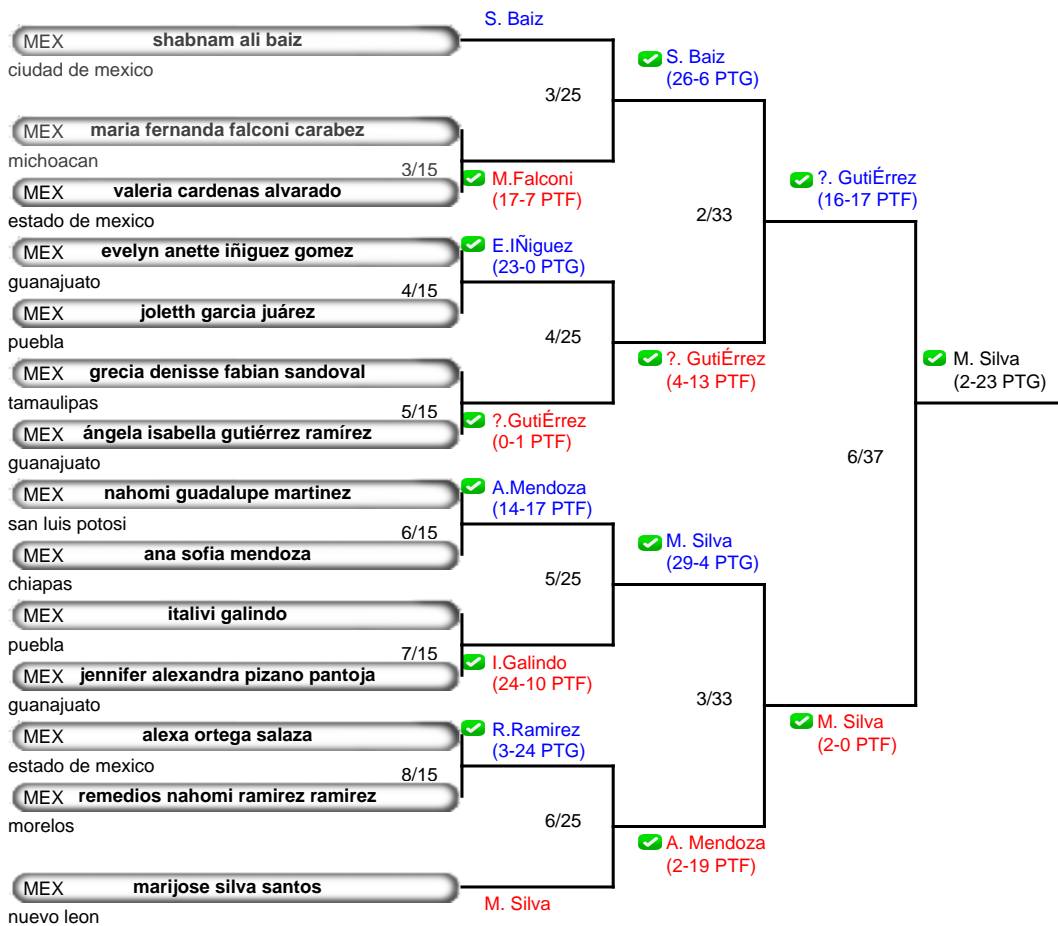 S. Baiz
MEX shabnam ali baiz
ciudad de mexico
S. Baiz
(26-6 PTG)
3/25
MEX maria fernanda falconi carabez
michoacan
3/15
M.Falconi
(17-7 PTF)
MEX valeria cardenas alvarado
estado de mexico
?. GutiÉrrez
(16-17 PTF)
2/33
MEX evelyn anette iñiguez gomez
guanajuato
E.IÑiguez
(23-0 PTG)
4/15
MEX joletth garcia juárez
puebla
4/25
MEX grecia denisse fabian sandoval
tamaulipas
?. GutiÉrrez
(4-13 PTF)
M. Silva
(2-23 PTG)
5/15
?.GutiÉrrez
(0-1 PTF)
MEX ángela isabella gutiérrez ramírez
guanajuato
6/37
MEX nahomi guadalupe martinez
san luis potosi
A.Mendoza
(14-17 PTF)
6/15
MEX ana sofia mendoza
chiapas
M. Silva
(29-4 PTG)
5/25
MEX italivi galindo
puebla
7/15
I.Galindo
(24-10 PTF)
MEX jennifer alexandra pizano pantoja
guanajuato
3/33
M. Silva
(2-0 PTF)
MEX alexa ortega salaza
estado de mexico
R.Ramirez
(3-24 PTG)
8/15
MEX remedios nahomi ramirez ramirez
morelos
6/25
A. Mendoza
(2-19 PTF)
MEX marijose silva santos
nuevo leon
M. Silva